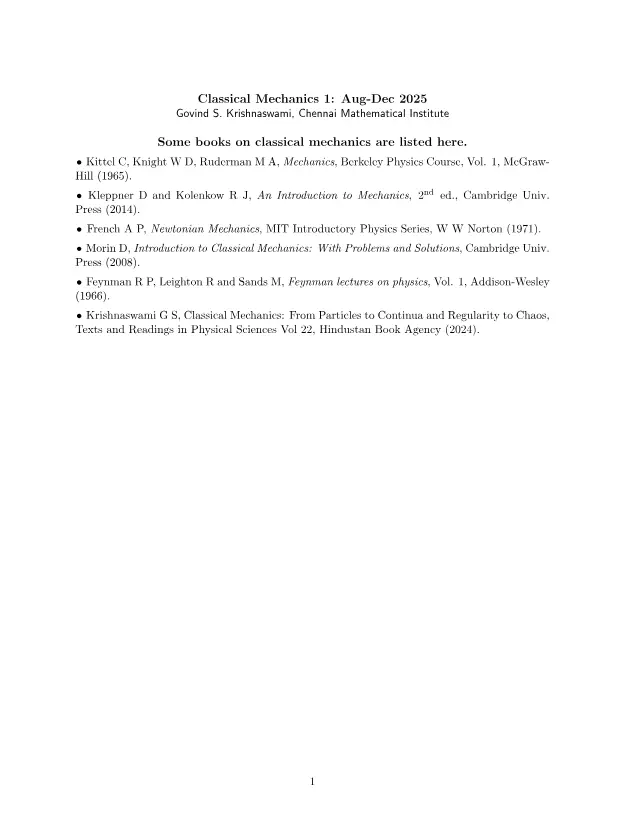 Classical Mechanics 1: Aug-Dec 2025
Govind S. Krishnaswami, Chennai Mathematical Institute
Some books on classical mechanics are listed here.
• Kittel C, Knight W D, Ruderman M A, Mechanics, Berkeley Physics Course, Vol. 1, McGraw-
Hill (1965).
• Kleppner D and Kolenkow R J, An Introduction to Mechanics, 2nd ed., Cambridge Univ.
Press (2014).
• French A P, Newtonian Mechanics, MIT Introductory Physics Series, W W Norton (1971).
• Morin D, Introduction to Classical Mechanics: With Problems and Solutions, Cambridge Univ.
Press (2008).
• Feynman R P, Leighton R and Sands M, Feynman lectures on physics, Vol. 1, Addison-Wesley
(1966).
• Krishnaswami G S, Classical Mechanics: From Particles to Continua and Regularity to Chaos,
Texts and Readings in Physical Sciences Vol 22, Hindustan Book Agency (2024).
1